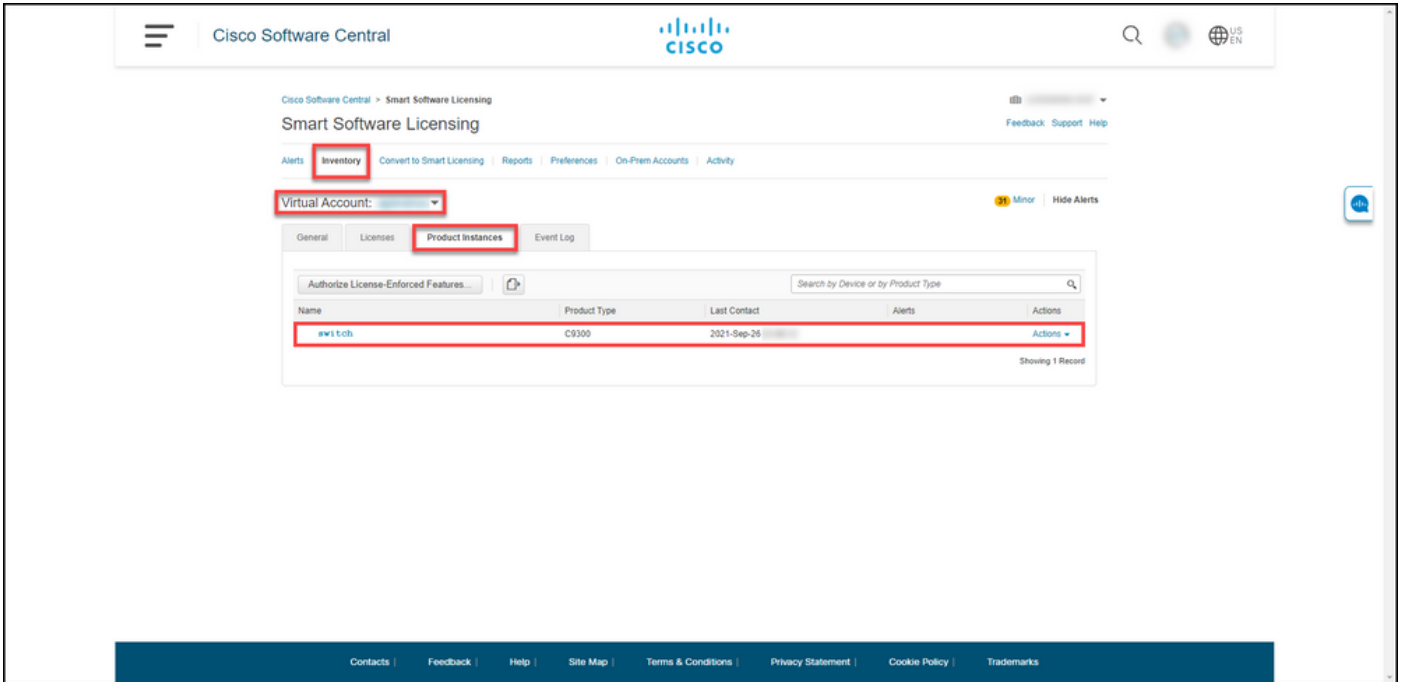 Cisco Software Central
CISCO
US
EN
Cisco Software Central > Smart Software Licensing
Smart Software Licensing
Feedback Support Help
Alerts | Inventory | Convert to Smart Licensing | Reports | Preferences | On-Prem Accounts | Activity
Virtual Account:
31 Minor | Hide Alerts
General Licenses Product Instances Event Log
Authorize License-Enforced Features... | Search by Device or by Product Type
Name Product Type Last Contact Alerts Actions
switch C9300 2021-Sep-26 Actions
Showing 1 Record
Contacts | Feedback | Help | Site Map | Terms & Conditions | Privacy Statement | Cookie Policy | Trademarks